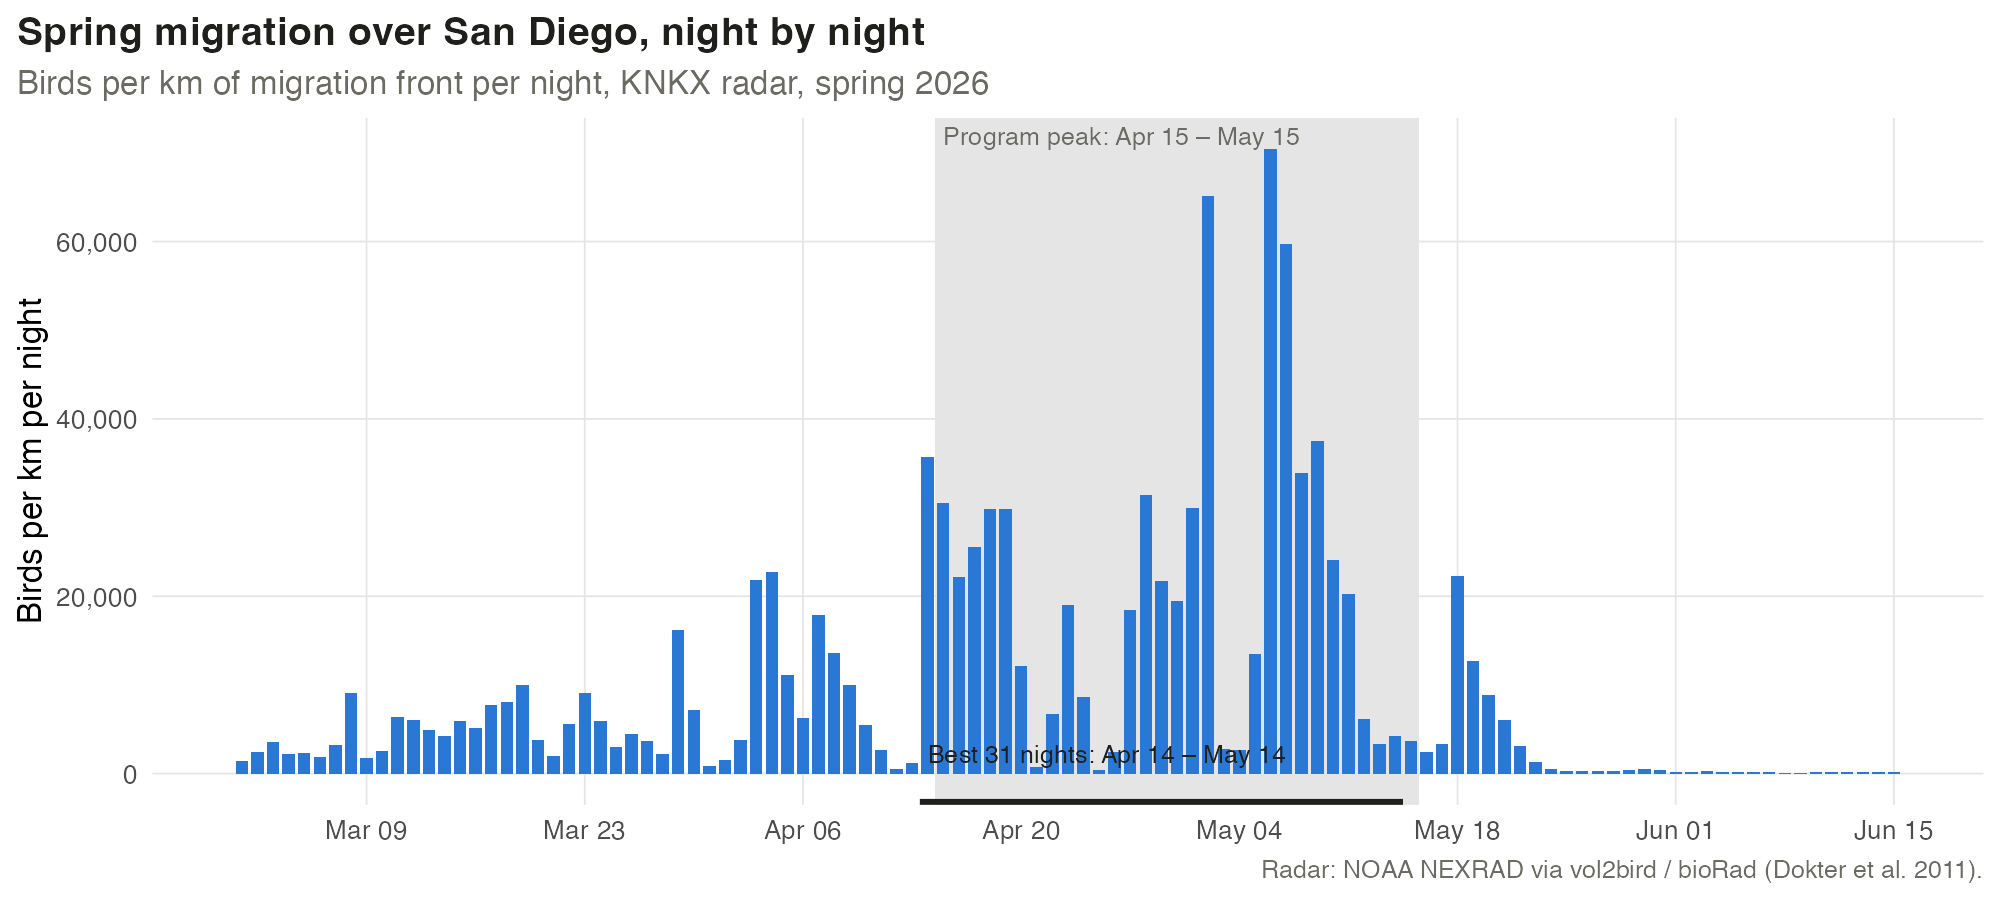 Spring migration over San Diego, night by night
Birds per km of migration front per night, KNKX radar, spring 2026
Program peak: Apr 15 – May 15
Birds per km per night
60,000
40,000
20,000
0
Best 31 nights: Apr 14 – May 14
Mar 09
Mar 23
Apr 06
Apr 20
May 04
May 18
Jun 01
Jun 15
Radar: NOAA NEXRAD via vol2bird / bioRad (Dokter et al. 2011).